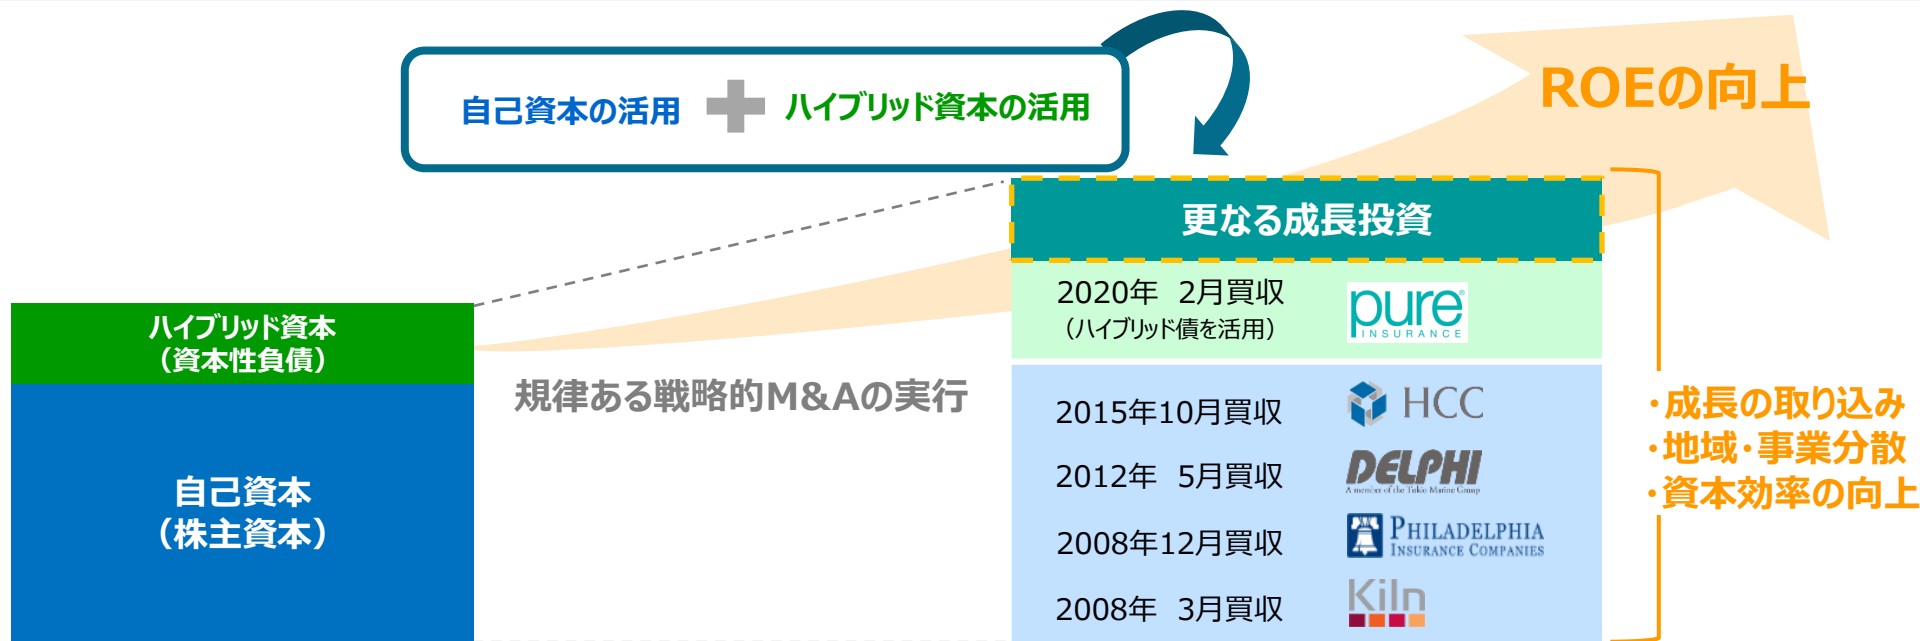 自己資本の活用
ハイブリッド資本の活用
ROEの向上
更なる成長投資
2020年 2月買収
（ハイブリッド債を活用）
pure
INSURANCE
ハイブリッド資本
（資本性負債）
規律ある戦略的M&Aの実行
自己資本
（株主資本）
2015年10月買収
HCC
2012年 5月買収
DELPHI
A member of the Tokio Marine Group
2008年12月買収
PHILADELPHIA
INSURANCE COMPANIES
2008年 3月買収
Kiln
・成長の取り込み
・地域・事業分散
・資本効率の向上